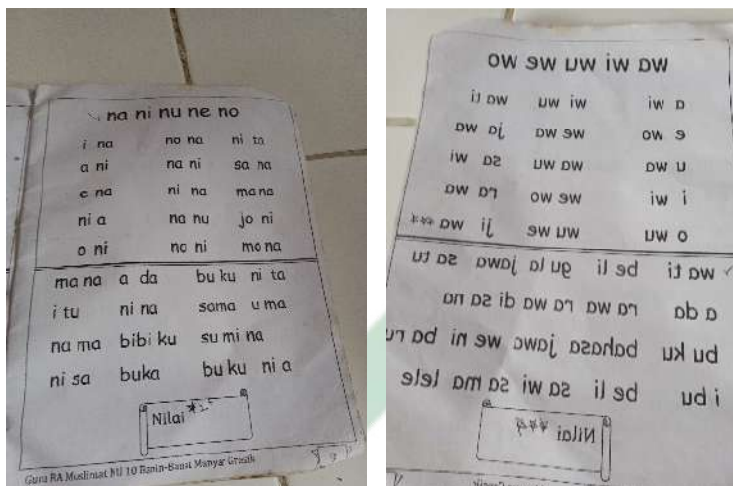 na ni nu ne no
i na no na ni ta
a ni na ni sa na
e na ni na ma na
ni a na nu jo ni
o ni no ni mo na
ma na a da bu ku ni ta
i tu ni na sama u ma
na ma bibi ku su mi na
ni sa buka bu ku ni a
Nilai
Guru RA Muslimat NU 10 Banin-Banat Manyar Gresik
wa wi wu we wo
a wi wi wu wa ti
e wo we wa ja wa
u wa wa wu sa wi
i wi we wo ra wa
o wu wu we ji wa
wa ti be li gu la jawa sa tu
a da ra wa ra wa di sa na
bu ku bahasa jawa we ni ba ru
i bu be li sa wi sa ma lele
Nilai